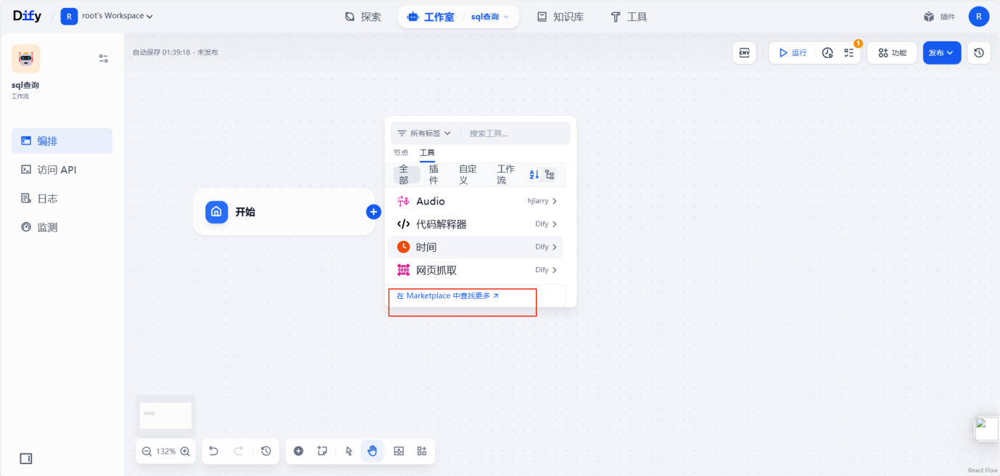 Dify / R root's Workspace
探索
工作室 / sql查询
知识库
工具
插件
R
sql查询
工作流
编排
访问 API
日志
监测
自动保存 01:39:18 · 未发布
ENV
运行
1
功能
发布
所有标签
搜索工具...
节点
工具
全部
插件
自定义
工作流
Audio
hjlarry
代码解释器
Dify
时间
Dify
网页抓取
Dify
在 Marketplace 中查找更多
开始
132%
React Flow